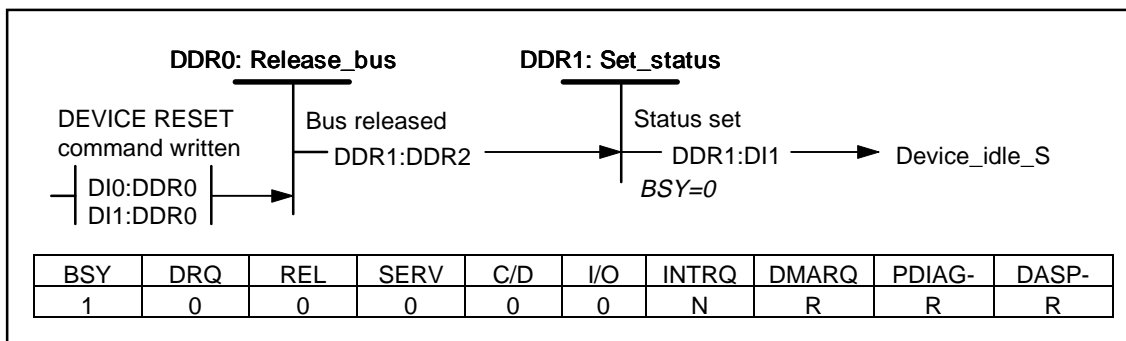 DDR0: Release_bus DDR1: Set_status
DEVICE RESET
command written
Bus released
Status set
DDR1:DDR2
DDR1:DI1
Device_idle_S
DI0:DDR0
DI1:DDR0
BSY=0
BSY DRQ REL SERV C/D I/O INTRQ DMARQ PDIAG- DASP-
1 0 0 0 0 0 N R R R